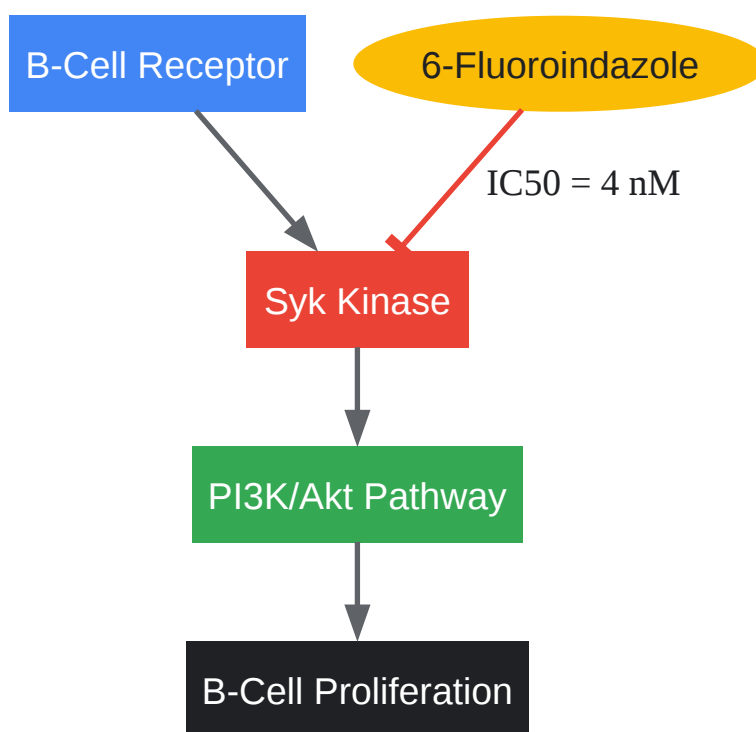 B-Cell Receptor
6-Fluoroindazole
IC50 = 4 nM
Syk Kinase
PI3K/Akt Pathway
B-Cell Proliferation